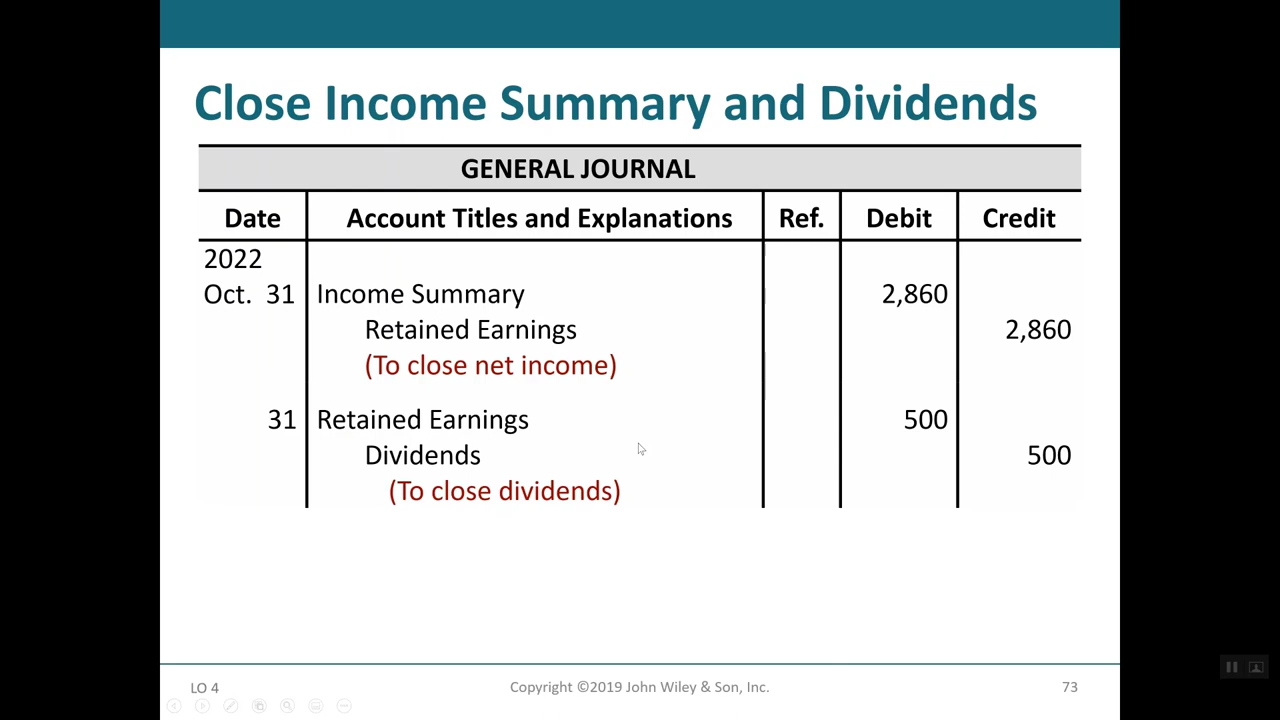 Close Income Summary and Dividends
GENERAL JOURNAL
Date Account Titles and Explanations Ref. Debit Credit
2022
Oct. 31 Income Summary 2,860
Retained Earnings 2,860
(To close net income)
31 Retained Earnings 500
Dividends 500
(To close dividends)
LO 4 Copyright ©2019 John Wiley & Son, Inc. 73